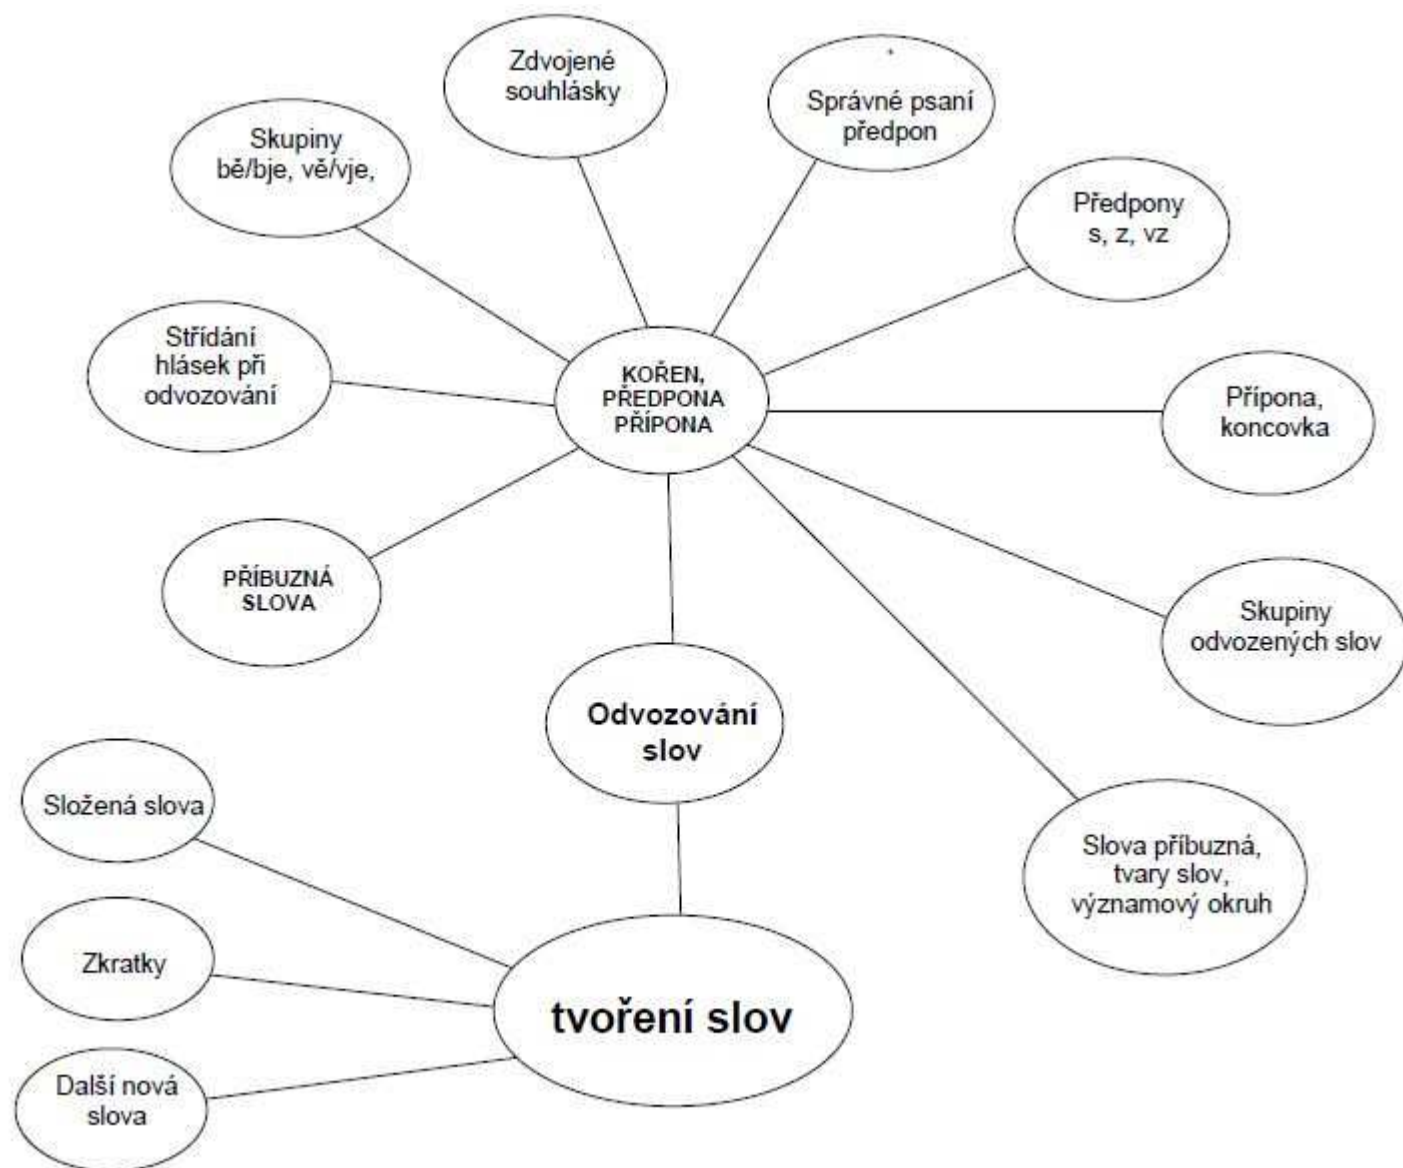 Zdvojené
souhlásky
Správné psaní
předpon
Skupiny
bě/bje, vě/vje,
Předpony
s, z, vz
Střídání
hlásek při
odvozování
KOŘEN,
PŘEDPONA
PŘÍPONA
Přípona,
koncovka
PŘÍBUZNÁ
SLOVA
Skupiny
odvozených slov
Odvozování
slov
Složená slova
Slova příbuzná,
tvary slov,
významový okruh
Zkratky
tvoření slov
Další nová
slova